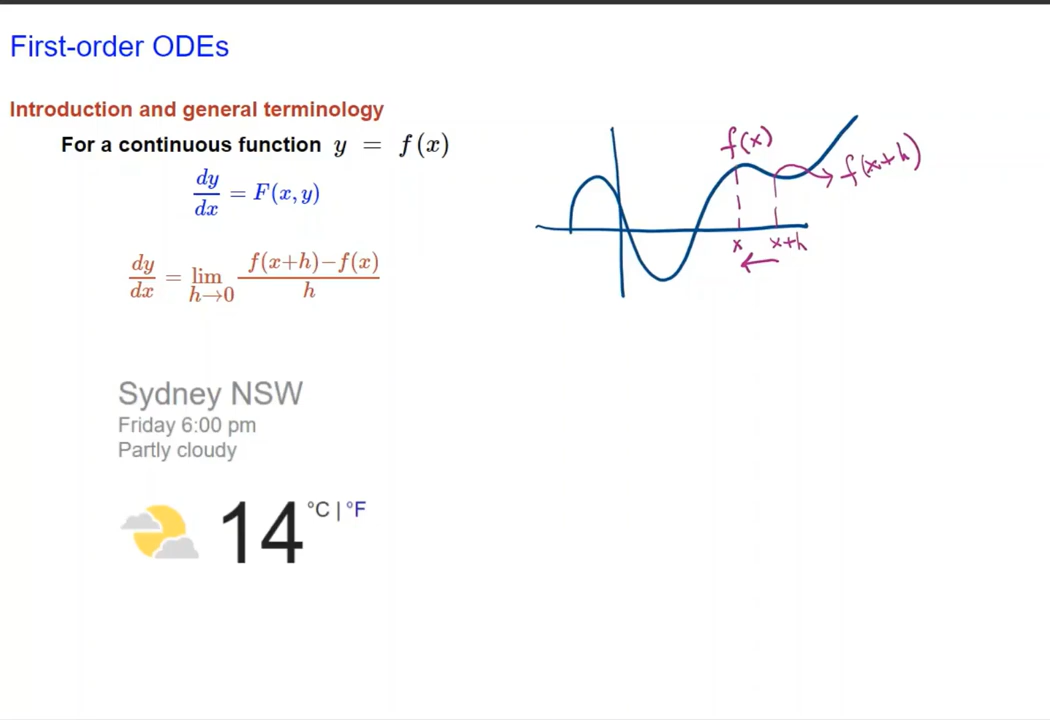 First-order ODEs
Introduction and general terminology
For a continuous function y = f(x)
dy/dx = F(x, y)
dy/dx = lim h→0 f(x+h)−f(x) / h
f(x)
f(x+h)
x x+h
Sydney NSW
Friday 6:00 pm
Partly cloudy
14 °C | °F